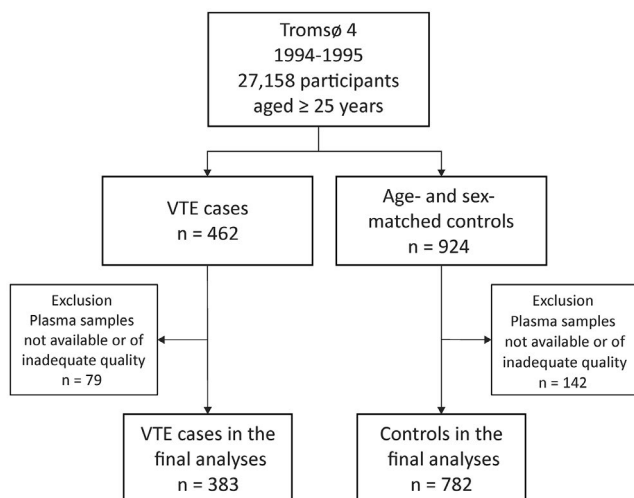 Tromsø 4
1994-1995
27,158 participants
aged ≥ 25 years
VTE cases
n = 462
Age- and sex-
matched controls
n = 924
Exclusion
Plasma samples
not available or of
inadequate quality
n = 79
Exclusion
Plasma samples
not available or of
inadequate quality
n = 142
VTE cases in the
final analyses
n = 383
Controls in the
final analyses
n = 782